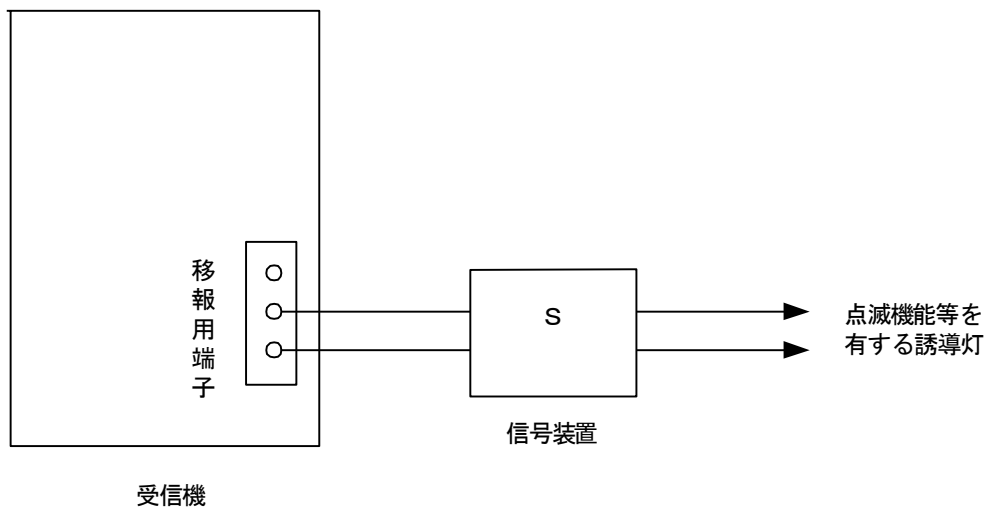 移報用端子
S
点滅機能等を
有する誘導灯
信号装置
受信機